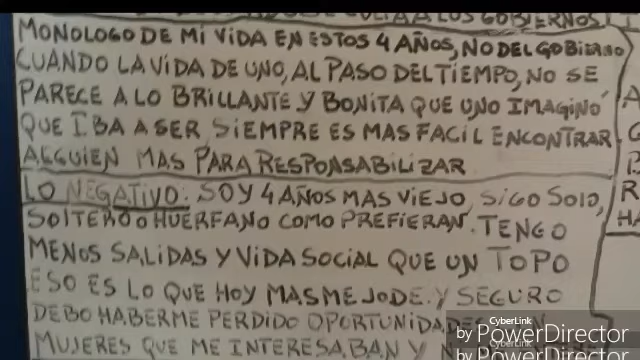 A LOS GOBIERNOS
MONOLOGO DE MI VIDA EN ESTOS 4 AÑOS, NO DEL GOBIERNO
CUANDO LA VIDA DE UNO, AL PASO DEL TIEMPO, NO SE
PARECE A LO BRILLANTE Y BONITA QUE UNO IMAGINÓ
QUE IBA A SER, SIEMPRE ES MAS FACIL ENCONTRAR
ALGUIEN MAS PARA RESPONSABILIZAR
LO NEGATIVO: SOY 4 AÑOS MAS VIEJO, SIGO SOLO,
SOLTERO O HUERFANO COMO PREFIERAN. TENGO
MENOS SALIDAS Y VIDA SOCIAL QUE UN TOPO
ESO ES LO QUE HOY MAS ME JODE. Y SEGURO
DEBO HABERME PERDIDO
MUJERES QUE ME INTERESABAN Y
CyberLink
by PowerDirector
CyberLink
by PowerDirector